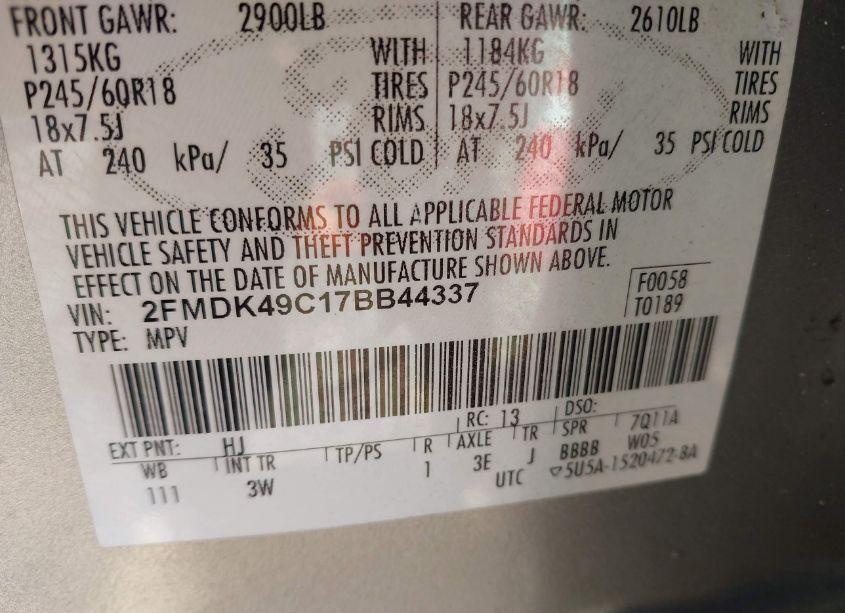 FRONT GAWR: 2900LB REAR GAWR: 2610LB
1315KG WITH 1184KG WITH
P245/60R18 TIRES P245/60R18 TIRES
18x7.5J RIMS 18x7.5J RIMS
AT 240 kPa/ 35 PSI COLD AT 240 kPa/ 35 PSI COLD
THIS VEHICLE CONFORMS TO ALL APPLICABLE FEDERAL MOTOR
VEHICLE SAFETY AND THEFT PREVENTION STANDARDS IN
EFFECT ON THE DATE OF MANUFACTURE SHOWN ABOVE.
VIN: 2FMDK49C17BB44337
F0058
T0189
TYPE: MPV
EXT PNT: HJ RC: 13 DSO:
WB INT TR TP/PS R AXLE TR SPR 7Q11A
111 3W 1 3E J BBBB W05
UTC ▽5U5A-1520472-BA